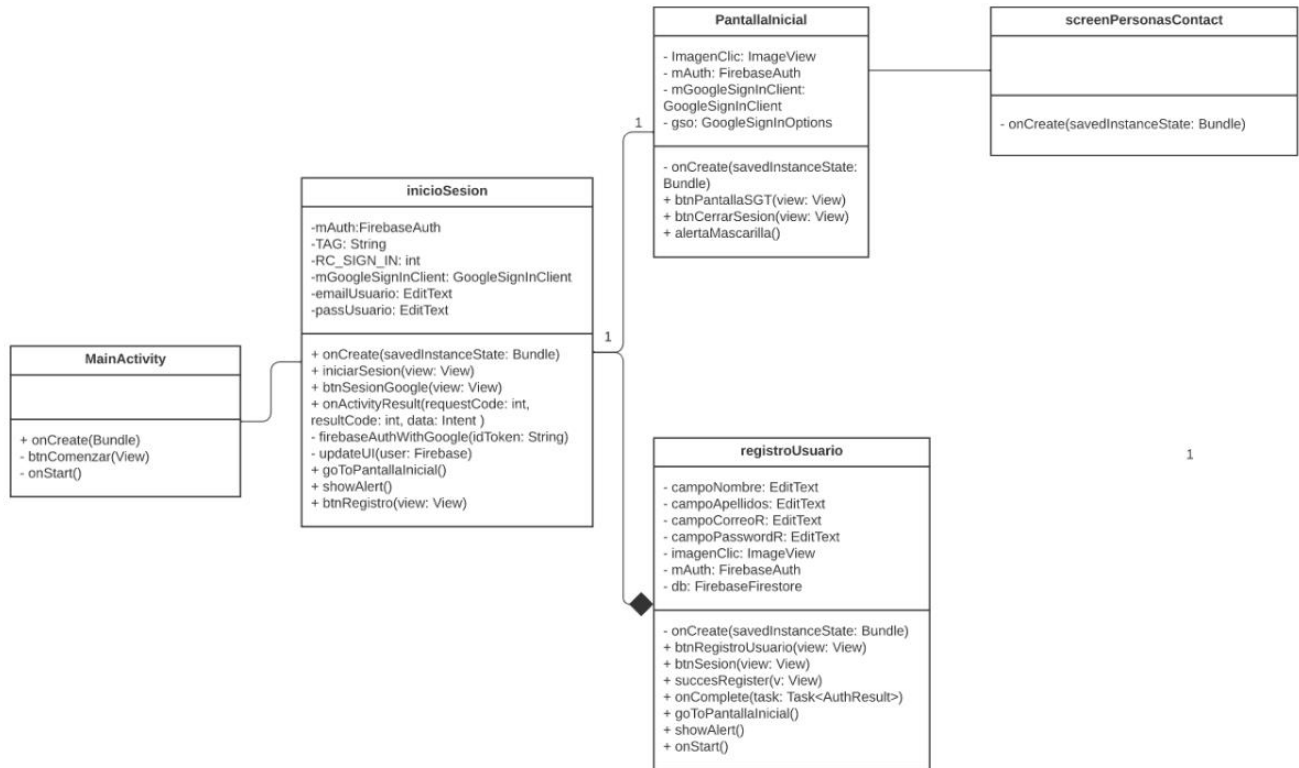 PantallaInicial
- ImagenClic: ImageView
- mAuth: FirebaseAuth
- mGoogleSignInClient:
GoogleSignInClient
- gso: GoogleSignInOptions
- onCreate(savedInstanceState:
Bundle)
+ btnPantallaSGT(view: View)
+ btnCerrarSesion(view: View)
+ alertaMascarilla()
screenPersonasContact
- onCreate(savedInstanceState: Bundle)
1
inicioSesion
-mAuth:FirebaseAuth
-TAG: String
-RC_SIGN_IN: int
-mGoogleSignInClient: GoogleSignInClient
-emailUsuario: EditText
-passUsuario: EditText
+ onCreate(savedInstanceState: Bundle)
+ iniciarSesion(view: View)
+ btnSesionGoogle(view: View)
+ onActivityResult(requestCode: int,
resultCode: int, data: Intent )
- firebaseAuthWithGoogle(idToken: String)
- updateUI(user: Firebase)
+ goToPantallaInicial()
+ showAlert()
+ btnRegistro(view: View)
1
MainActivity
+ onCreate(Bundle)
- btnComenzar(View)
- onStart()
registroUsuario
- campoNombre: EditText
- campoApellidos: EditText
- campoCorreoR: EditText
- campoPasswordR: EditText
- imagenClic: ImageView
- mAuth: FirebaseAuth
- db: FirebaseFirestore
- onCreate(savedInstanceState: Bundle)
+ btnRegistroUsuario(view: View)
+ btnSesion(view: View)
+ succesRegister(v: View)
+ onComplete(task: Task<AuthResult>)
+ goToPantallaInicial()
+ showAlert()
+ onStart()
1